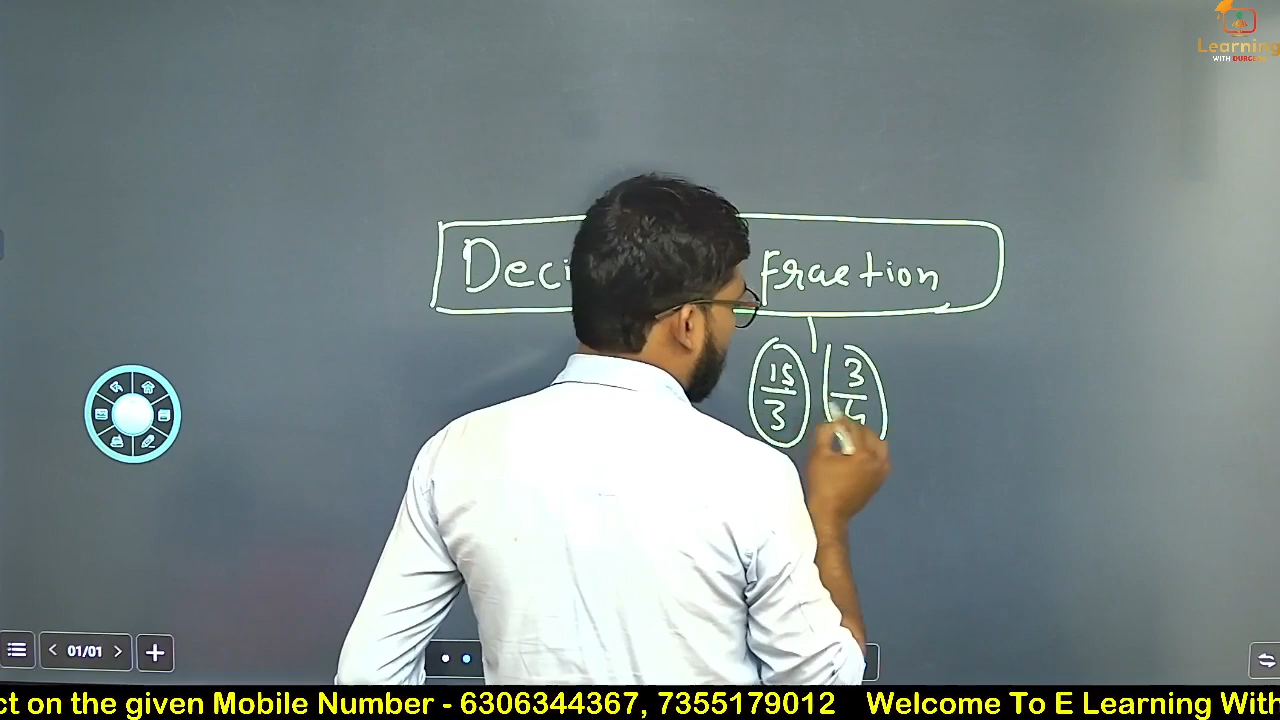 Learning
WITH
Deci fraction
15 3
3
01/01
ct on the given Mobile Number - 6306344367, 7355179012 Welcome To E Learning With